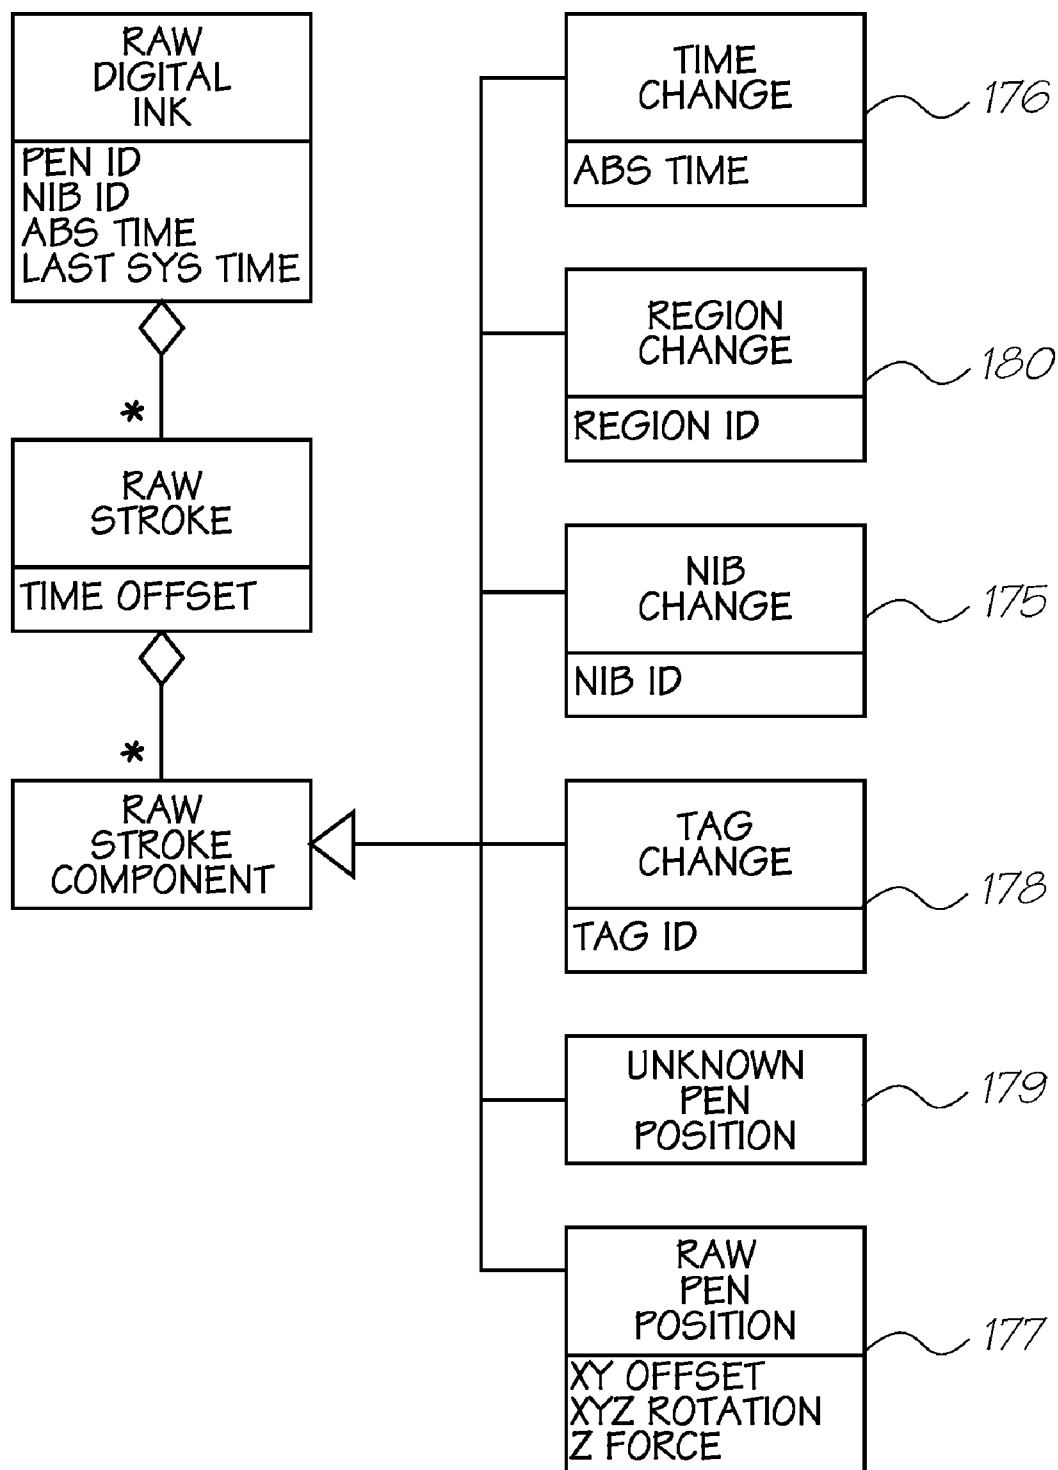 RAW
DIGITAL
INK
PEN ID
NIB ID
ABS TIME
LAST SYS TIME
*
RAW
STROKE
TIME OFFSET
*
RAW
STROKE
COMPONENT
TIME
CHANGE
ABS TIME
176
REGION
CHANGE
REGION ID
180
NIB
CHANGE
NIB ID
175
TAG
CHANGE
TAG ID
178
UNKNOWN
PEN
POSITION
179
RAW
PEN
POSITION
XY OFFSET
XYZ ROTATION
Z FORCE
177